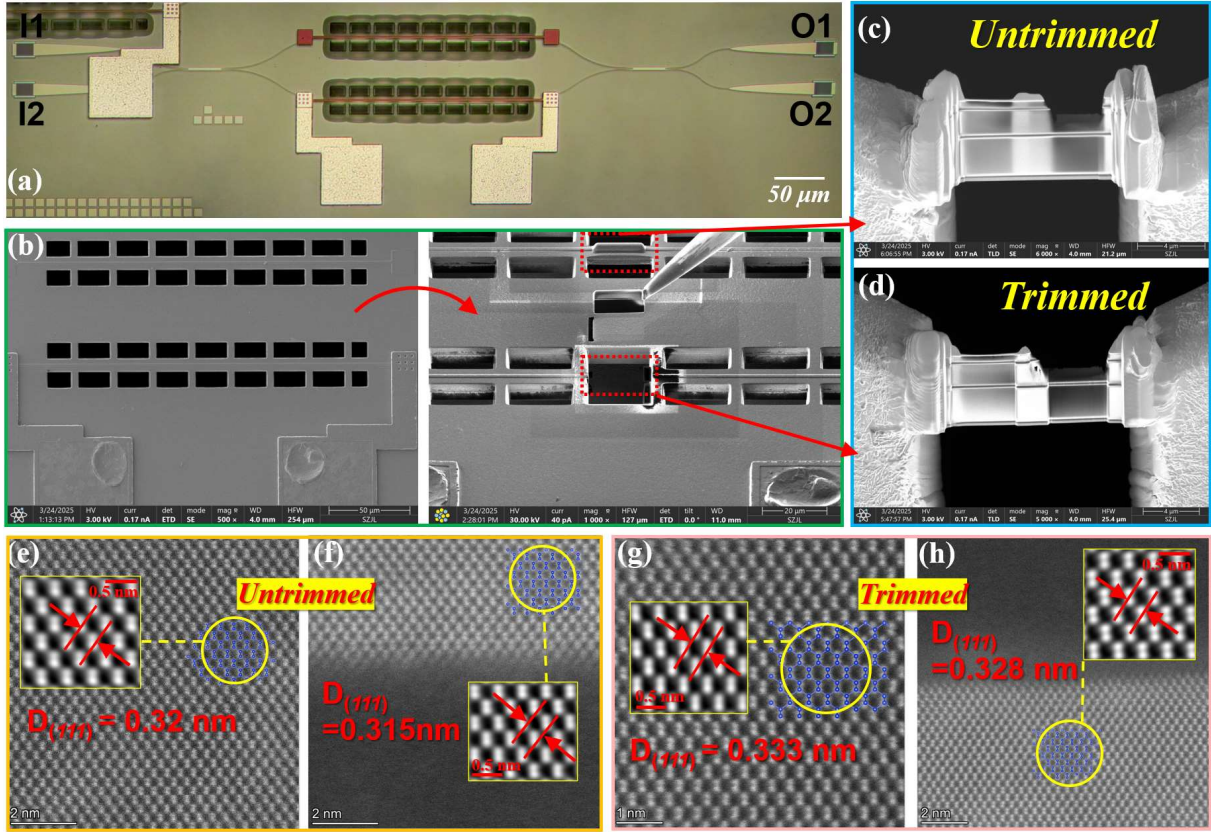 I1
I2
O1
O2
(a)
50 μm
(b)
3/24/2025 HV curr det mode mag WD HFW 50 μm
1:13:13 PM 3.00 kV 0.17 nA ETD SE 500 × 4.0 mm 254 μm SZJL
3/24/2025 HV curr mag det tilt WD 20 μm
2:28:01 PM 30.00 kV 40 pA 1 000 × HFW 127 μm ETD 0.0 ° 11.0 mm SZJL
(c)
Untrimmed
3/24/2025 HV curr det mode mag WD HFW 4 μm
6:06:55 PM 3.00 kV 0.17 nA TLD SE 6 000 × 4.0 mm 21.2 μm SZJL
(d)
Trimmed
3/24/2025 HV curr det mode mag WD HFW 4 μm
5:47:57 PM 3.00 kV 0.17 nA TLD SE 5 000 × 4.0 mm 25.4 μm SZJL
(e)
0.5 nm
D(111) = 0.32 nm
2 nm
Untrimmed
(f)
D(111)
=0.315nm
0.5 nm
2 nm
(g)
0.5 nm
D(111) = 0.333 nm
1 nm
Trimmed
(h)
0.5 nm
D(111)
=0.328 nm
2 nm